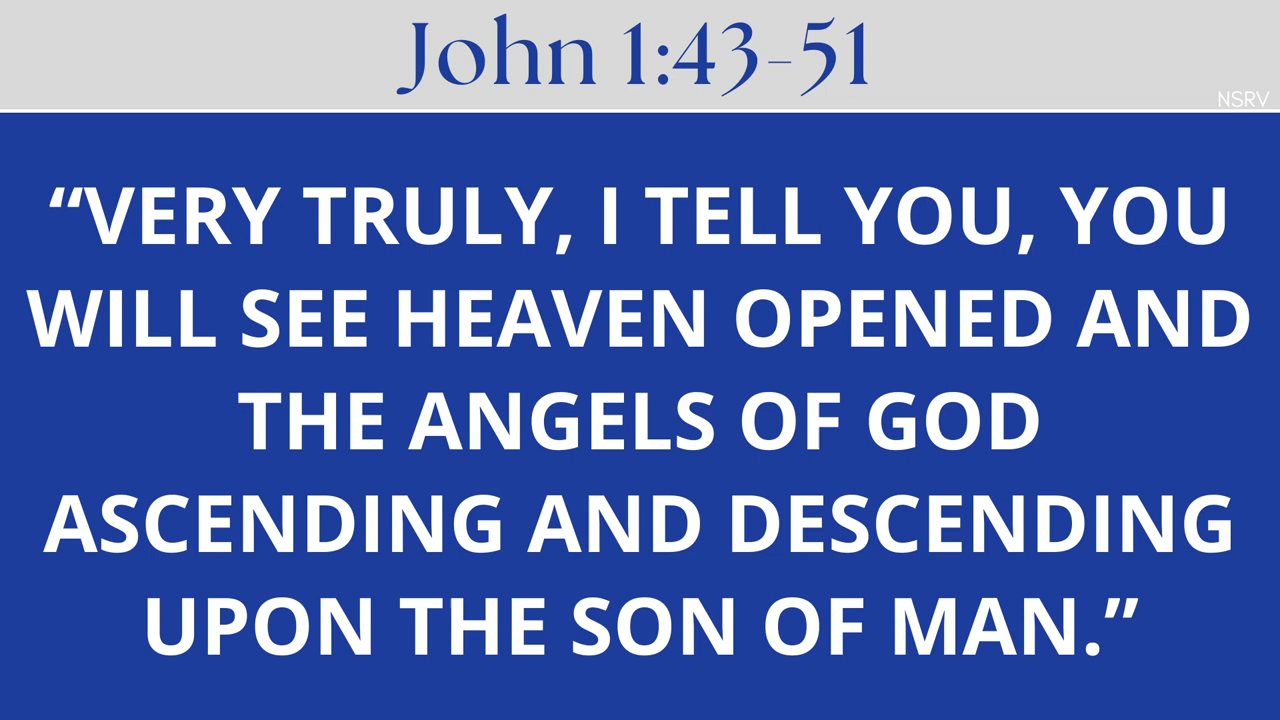 John 1:43-51
NSRV
“VERY TRULY, I TELL YOU, YOU
WILL SEE HEAVEN OPENED AND
THE ANGELS OF GOD
ASCENDING AND DESCENDING
UPON THE SON OF MAN.”